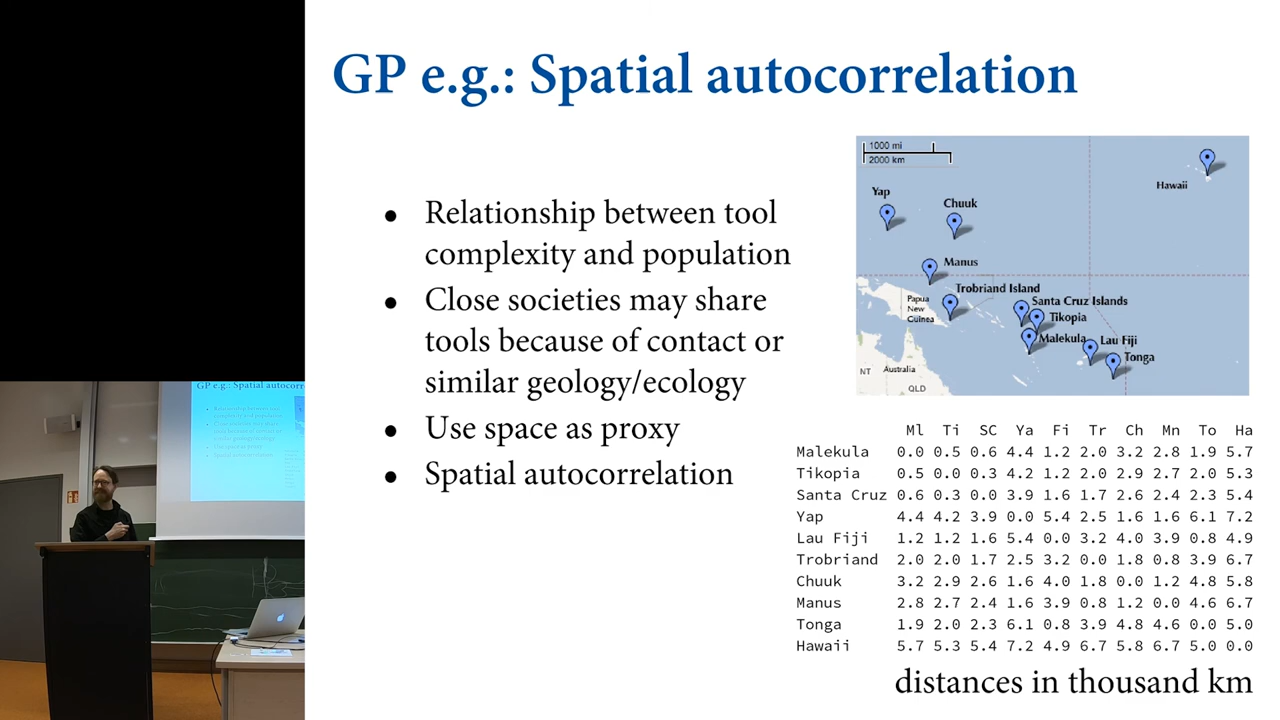 GP e.g.: Spatial autocorrelation
• Relationship between tool
complexity and population
• Close societies may share
tools because of contact or
similar geology/ecology
• Use space as proxy
• Spatial autocorrelation
1000 mi
2000 km
Hawaii
Yap
Chuuk
Manus
Trobriand Island
Papua
New
Guinea
Santa Cruz Islands
Tikopia
Malekula
Lau Fiji
Tonga
NT
Australia
QLD
Ml Ti SC Ya Fi Tr Ch Mn To Ha
Malekula 0.0 0.5 0.6 4.4 1.2 2.0 3.2 2.8 1.9 5.7
Tikopia 0.5 0.0 0.3 4.2 1.2 2.0 2.9 2.7 2.0 5.3
Santa Cruz 0.6 0.3 0.0 3.9 1.6 1.7 2.6 2.4 2.3 5.4
Yap 4.4 4.2 3.9 0.0 5.4 2.5 1.6 1.6 6.1 7.2
Lau Fiji 1.2 1.2 1.6 5.4 0.0 3.2 4.0 3.9 0.8 4.9
Trobriand 2.0 2.0 1.7 2.5 3.2 0.0 1.8 0.8 3.9 6.7
Chuuk 3.2 2.9 2.6 1.6 4.0 1.8 0.0 1.2 4.8 5.8
Manus 2.8 2.7 2.4 1.6 3.9 0.8 1.2 0.0 4.6 6.7
Tonga 1.9 2.0 2.3 6.1 0.8 3.9 4.8 4.6 0.0 5.0
Hawaii 5.7 5.3 5.4 7.2 4.9 6.7 5.8 6.7 5.0 0.0
distances in thousand km
GP e.g.: Spatial autocorr